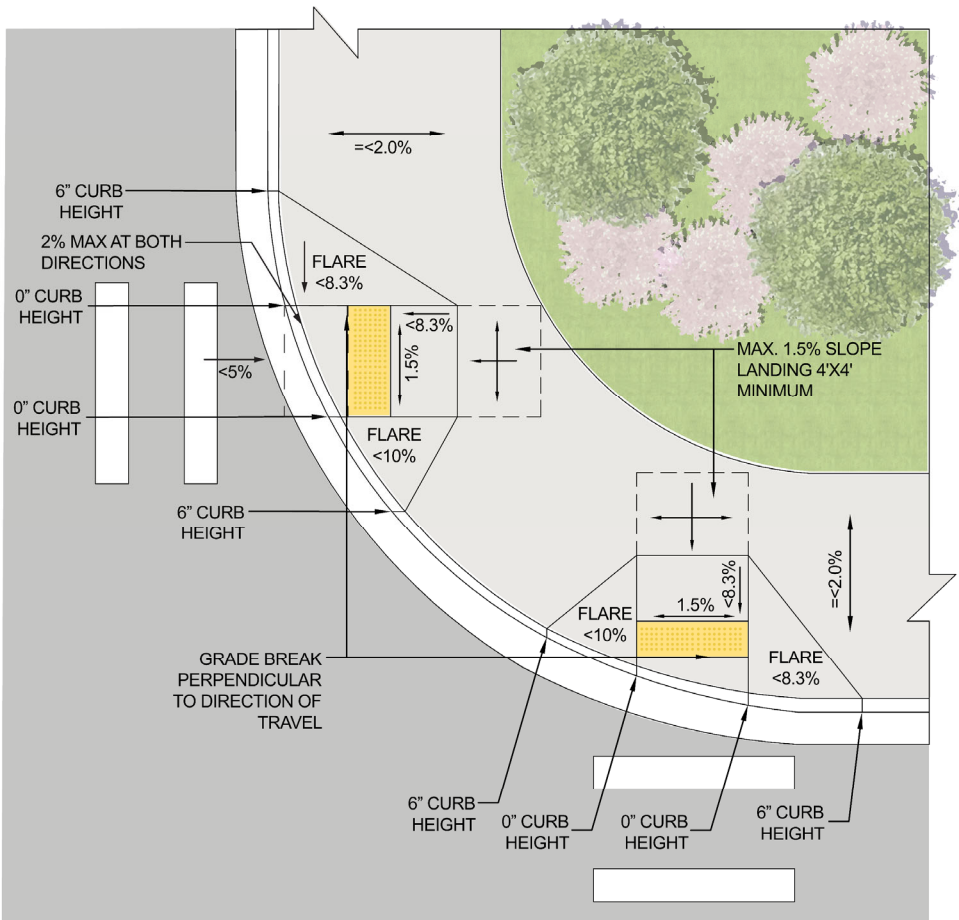 =<2.0%
6” CURB
HEIGHT
2% MAX AT BOTH
DIRECTIONS
FLARE
<8.3%
0” CURB
HEIGHT
<8.3%
1.5%
<5%
MAX. 1.5% SLOPE
LANDING 4'X4'
MINIMUM
0” CURB
HEIGHT
FLARE
<10%
6” CURB
HEIGHT
<8.3%
=<2.0%
1.5%
FLARE
<10%
FLARE
<8.3%
GRADE BREAK
PERPENDICULAR
TO DIRECTION OF
TRAVEL
6” CURB
HEIGHT
0” CURB
HEIGHT
0” CURB
HEIGHT
6” CURB
HEIGHT